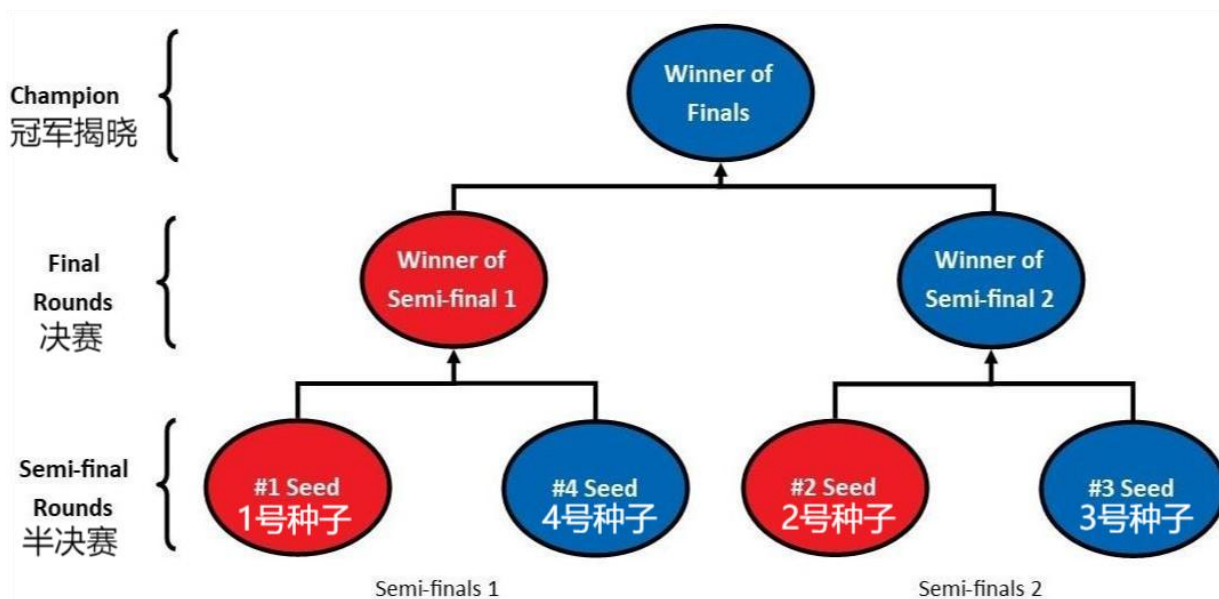 Champion
冠军揭晓
Winner of
Finals
Final
Rounds
决赛
Winner of
Semi-final 1
Winner of
Semi-final 2
Semi-final
Rounds
半决赛
#1 Seed
1号种子
#4 Seed
4号种子
#2 Seed
2号种子
#3 Seed
3号种子
Semi-finals 1
Semi-finals 2